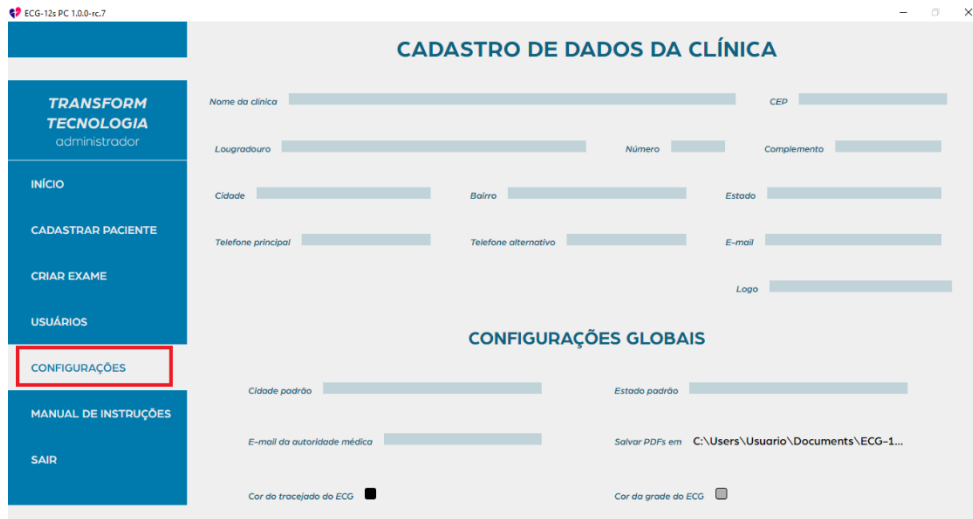 ECG-12s PC 1.0.0-rc.7
CADASTRO DE DADOS DA CLÍNICA
TRANSFORM
TECNOLOGIA
administrador
INÍCIO
CADASTRAR PACIENTE
CRIAR EXAME
USUÁRIOS
CONFIGURAÇÕES
MANUAL DE INSTRUÇÕES
SAIR
Nome da clínica CEP
Lougradouro Número Complemento
Cidade Bairro Estado
Telefone principal Telefone alternativo E-mail
Logo
CONFIGURAÇÕES GLOBAIS
Cidade padrão Estado padrão
E-mail da autoridade médica Salvar PDFs em C:\Users\Usuario\Documents\ECG-1...
Cor do tracejado do ECG Cor da grade do ECG